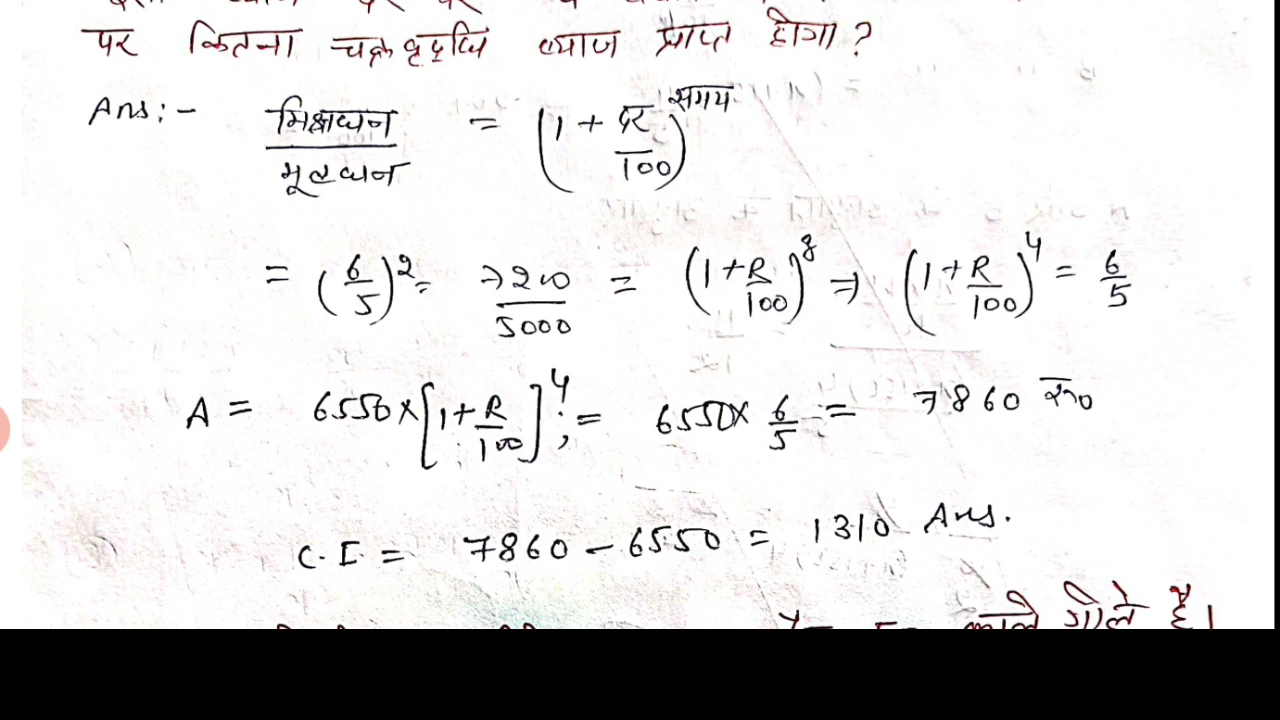 पर कितना चक्रवृद्धि ब्याज प्राप्त होगा?
Ans:- मिश्रधन/मूलधन = (1 + दर/100)^समय
= (6/5)^2 = 7200/5000 = (1+R/100)^8 ⇒ (1+R/100)^4 = 6/5
A = 6550×[1+R/100]^4; = 6550× 6/5 = 7860 रु०
C.I. = 7860 – 6550 = 1310 Ans.
काले गोले है।